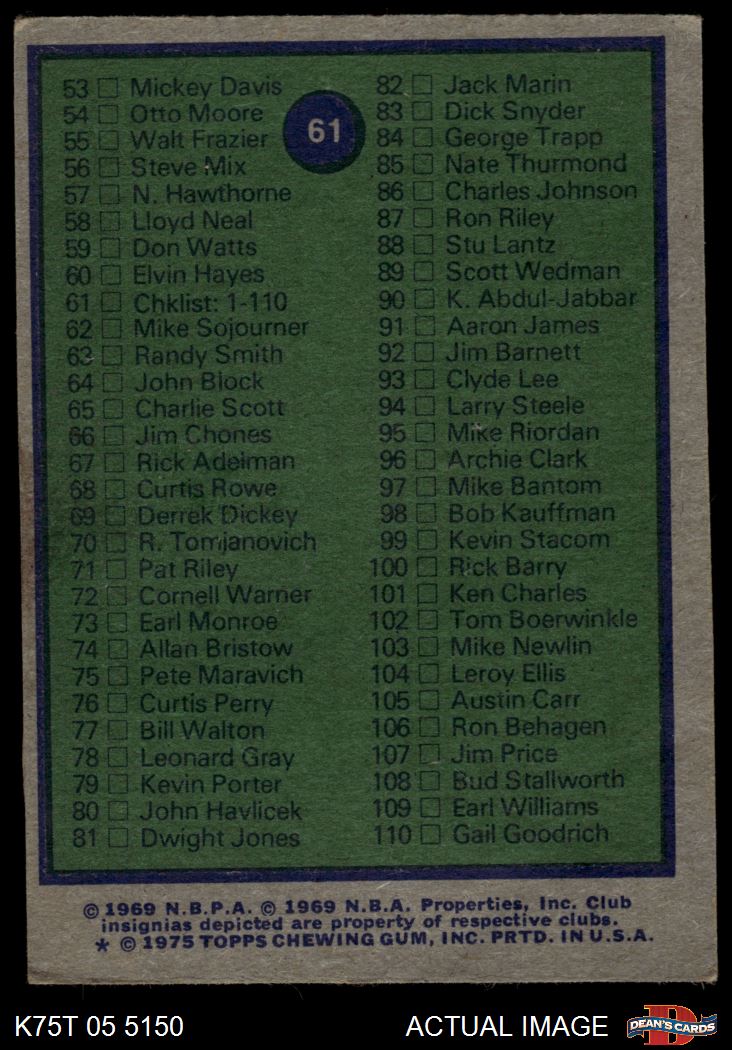 61
53 Mickey Davis
54 Otto Moore
55 Walt Frazier
56 Steve Mix
57 N. Hawthorne
58 Lloyd Neal
59 Don Watts
60 Elvin Hayes
61 Chklist: 1-110
62 Mike Sojourner
63 Randy Smith
64 John Block
65 Charlie Scott
66 Jim Chones
67 Rick Adelman
68 Curtis Rowe
69 Derrek Dickey
70 R. Tomjanovich
71 Pat Riley
72 Cornell Warner
73 Earl Monroe
74 Allan Bristow
75 Pete Maravich
76 Curtis Perry
77 Bill Walton
78 Leonard Gray
79 Kevin Porter
80 John Havlicek
81 Dwight Jones
82 Jack Marin
83 Dick Snyder
84 George Trapp
85 Nate Thurmond
86 Charles Johnson
87 Ron Riley
88 Stu Lantz
89 Scott Wedman
90 K. Abdul-Jabbar
91 Aaron James
92 Jim Barnett
93 Clyde Lee
94 Larry Steele
95 Mike Riordan
96 Archie Clark
97 Mike Bantom
98 Bob Kauffman
99 Kevin Stacom
100 Rick Barry
101 Ken Charles
102 Tom Boerwinkle
103 Mike Newlin
104 Leroy Ellis
105 Austin Carr
106 Ron Behagen
107 Jim Price
108 Bud Stallworth
109 Earl Williams
110 Gail Goodrich
© 1969 N.B.P.A. © 1969 N.B.A. Properties, Inc. Club
insignias depicted are property of respective clubs.
* © 1975 TOPPS CHEWING GUM, INC. PRTD. IN U.S.A.
K75T 05 5150
ACTUAL IMAGE
DEAN'S CARDS